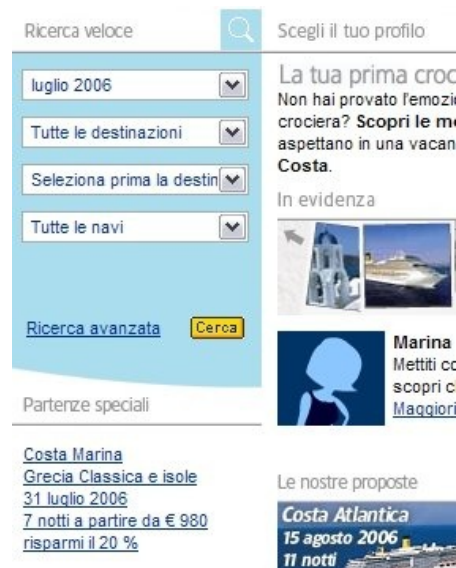 Ricerca veloce
luglio 2006
Tutte le destinazioni
Seleziona prima la destin
Tutte le navi
Ricerca avanzata
Cerca
Partenze speciali
Costa Marina
Grecia Classica e isole
31 luglio 2006
7 notti a partire da € 980
risparmi il 20 %
Scegli il tuo profilo
La tua prima croc
Non hai provato l'emozi
crociera? Scopri le m
aspettano in una vacan
Costa.
In evidenza
Marina
Mettiti co
scopri c
Maggiori
Le nostre proposte
Costa Atlantica
15 agosto 2006
11 notti